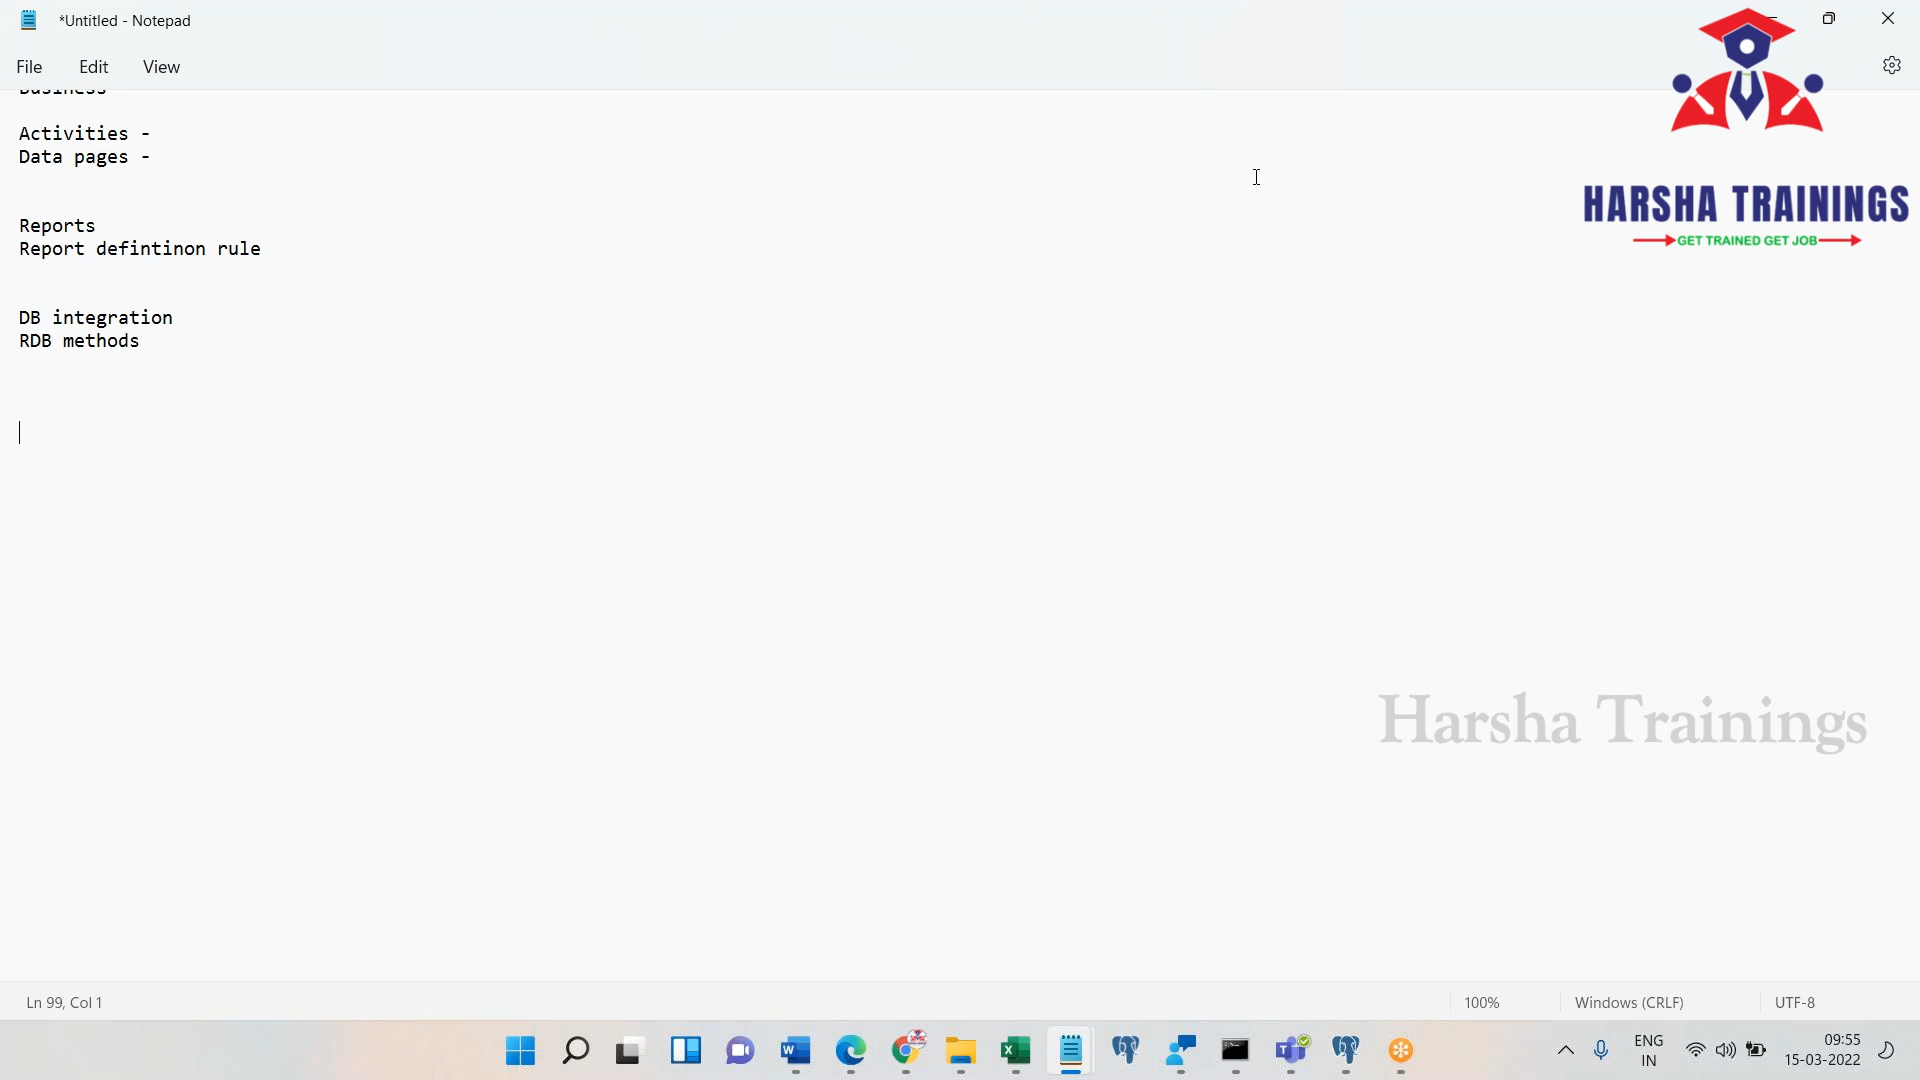 *Untitled - Notepad
File Edit View
Business
Activities -
Data pages -
Reports
Report defintinon rule
DB integration
RDB methods
HARSHA TRAININGS
GET TRAINED GET JOB
Harsha Trainings
Ln 99, Col 1
100%
Windows (CRLF)
UTF-8
ENG
IN
09:55
15-03-2022